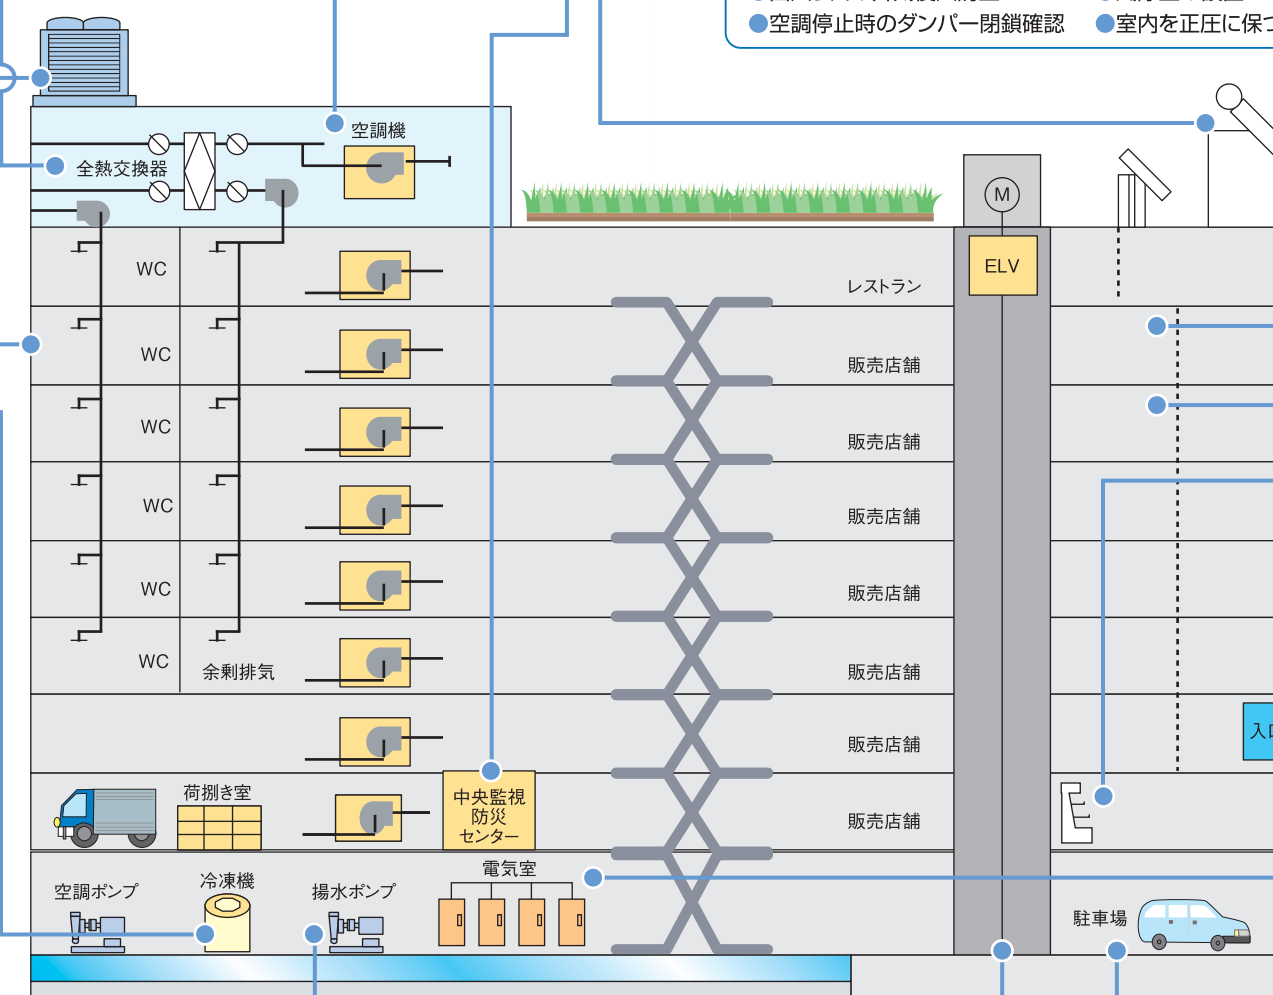 ●空調停止時のダンパー閉鎖確認
●室内を正圧に保つ
空調機
全熱交換器
M
ELV
WC
レストラン
WC
販売店舗
WC
販売店舗
WC
販売店舗
WC
販売店舗
WC
余剰排気
販売店舗
販売店舗
入口
荷捌き室
中央監視
防災
センター
販売店舗
電気室
空調ポンプ
冷凍機
揚水ポンプ
駐車場